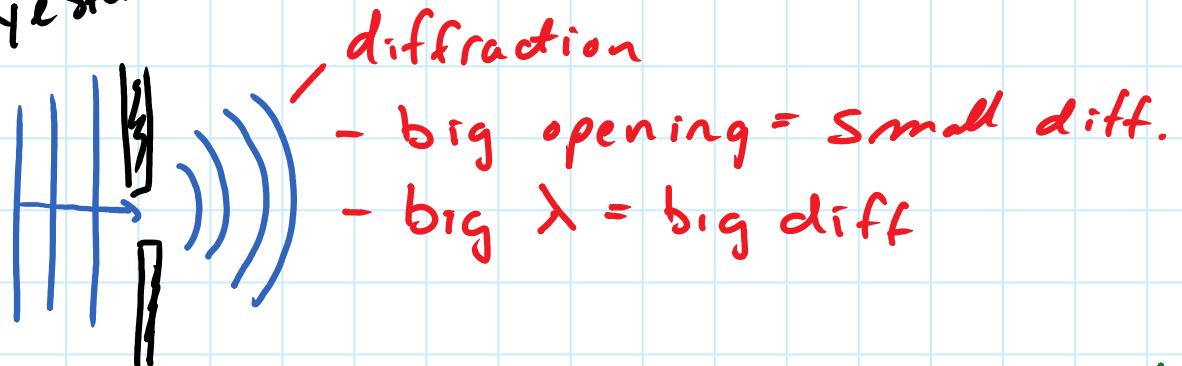 diffraction
- big opening = small diff.
- big λ = big diff